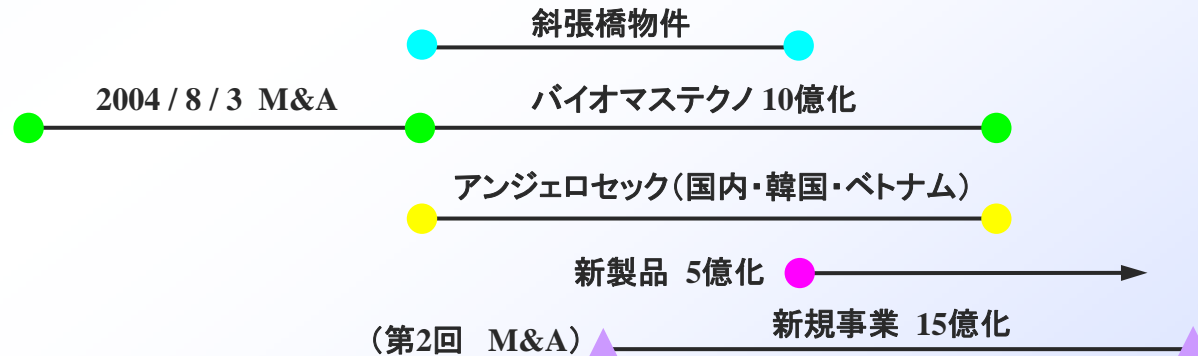 斜張橋物件
2004 / 8 / 3 M&A バイオマステクノ 10億化
アンジェロセック(国内・韓国・ベトナム)
新製品 5億化
(第2回 M&A) 新規事業 15億化